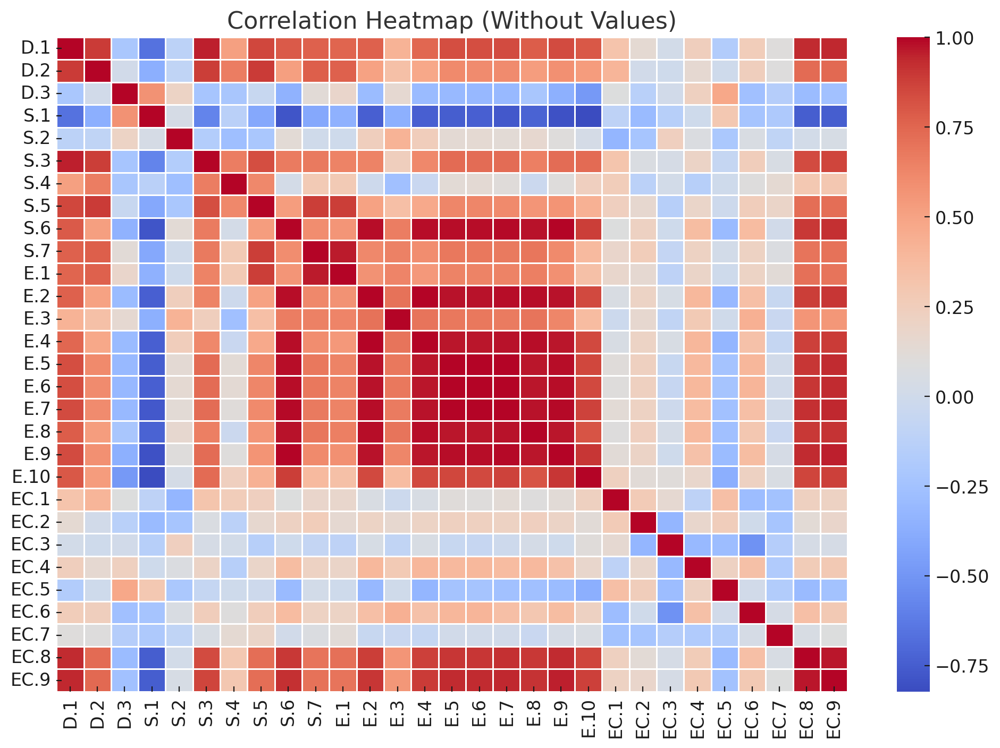 Correlation Heatmap (Without Values)
D.1
D.2
D.3
S.1
S.2
S.3
S.4
S.5
S.6
S.7
E.1
E.2
E.3
E.4
E.5
E.6
E.7
E.8
E.9
E.10
EC.1
EC.2
EC.3
EC.4
EC.5
EC.6
EC.7
EC.8
EC.9
D.1
D.2
D.3
S.1
S.2
S.3
S.4
S.5
S.6
S.7
E.1
E.2
E.3
E.4
E.5
E.6
E.7
E.8
E.9
E.10
EC.1
EC.2
EC.3
EC.4
EC.5
EC.6
EC.7
EC.8
EC.9
1.00
0.75
0.50
0.25
0.00
−0.25
−0.50
−0.75